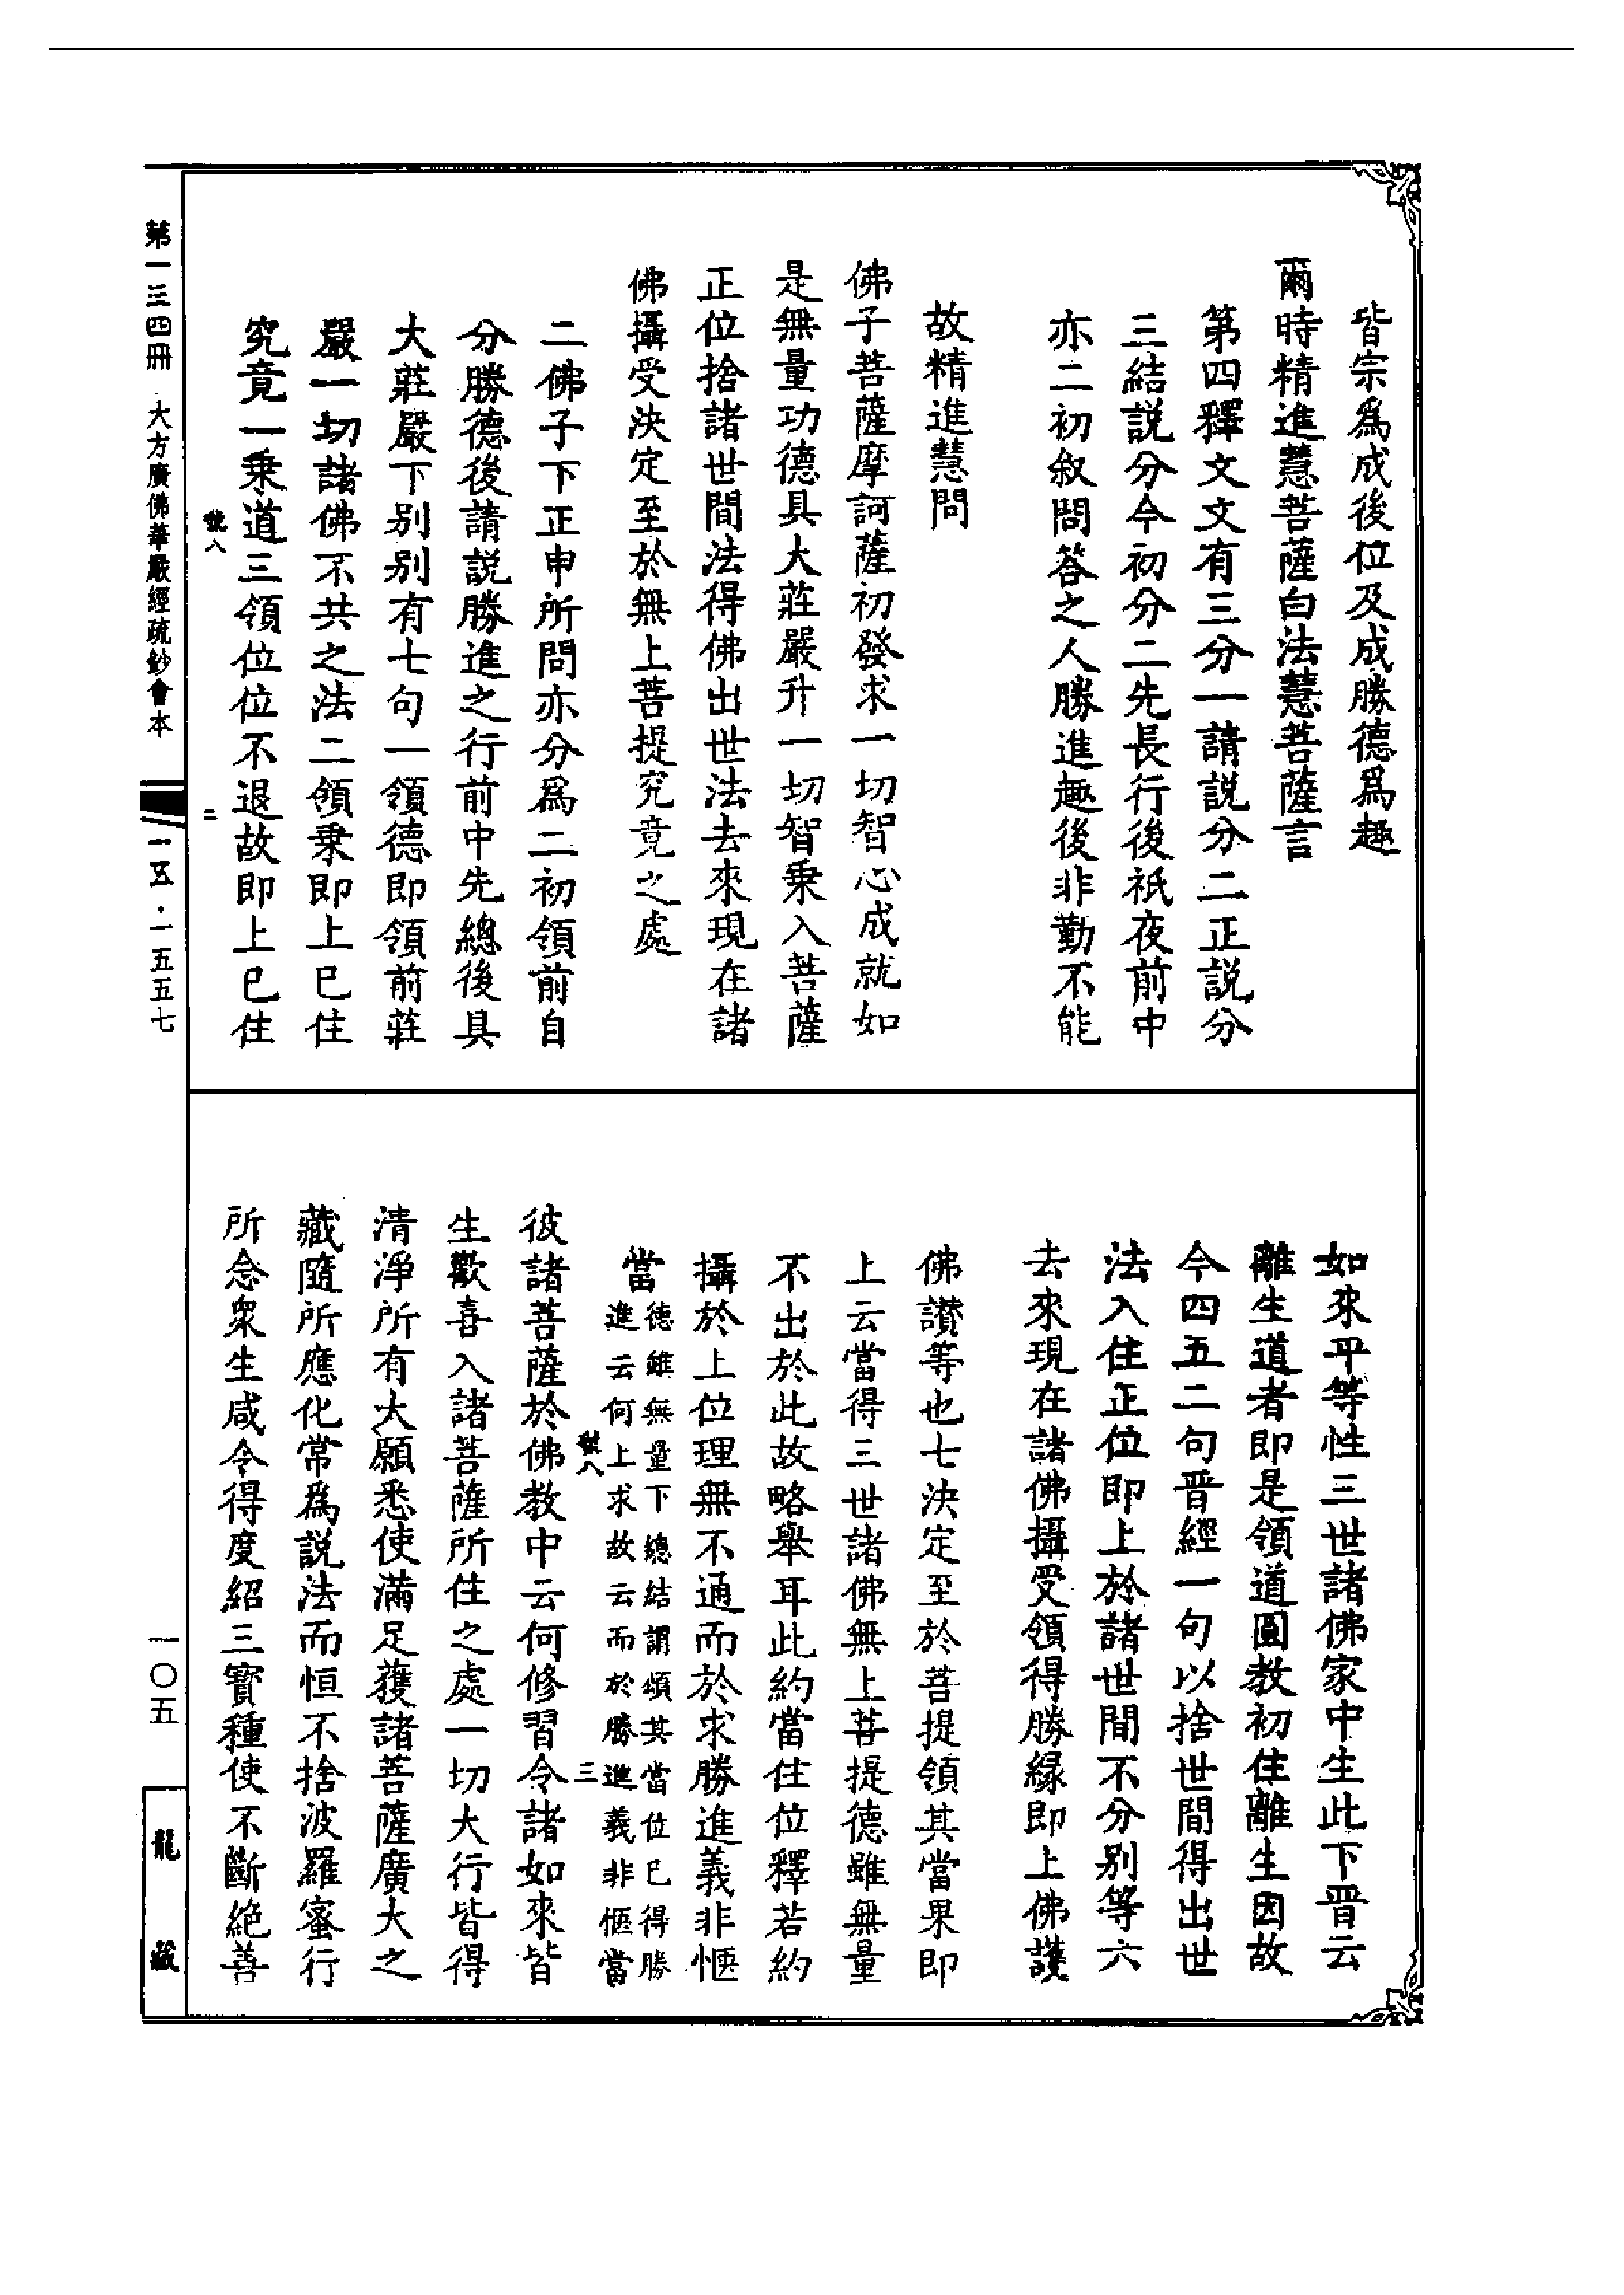 皆宗爲成後位及成勝德爲趣
爾時精進慧菩薩白法慧菩薩言
第四釋文文有三分一請説分二正説分
三結説分今初分二先長行後祇夜前中
亦二初叙問答之人勝進趣後非勤不能
故精進慧問
佛子菩薩摩訶薩初發求一切智心成就如
是無量功德具大莊嚴升一切智乘入菩薩
正位捨諸世間法得佛出世法去來現在諸
佛攝受決定至於無上菩提究竟之處
二佛子下正申所問亦分爲二初領前自
分勝德後請説勝進之行前中先總後具
大莊嚴下别别有七句一領德即領前莊
嚴一切諸佛不共之法二領乘即上已住
究竟一乘道三領位位不退故即上已住
號八
二
如來平等性三世諸佛家中生此下晉云
離生道者即是領道圓教初住離生因故
今四五二句晉經一句以捨世間得出世
法入住正位即上於諸世間不分别等六
去來現在諸佛攝受領得勝緣即上佛護
佛讃等也七決定至於菩提領其當果即
上云當得三世諸佛無上菩提德雖無量
不出於此故略舉耳此約當住位釋若約
攝於上位理無不通而於求勝進義非愜
當
德雖無量下總結謂頌其當位已得勝
進云何上求故云而於勝進義非愜當
號八
三
彼諸菩薩於佛教中云何修習令諸如來皆
生歡喜入諸菩薩所住之處一切大行皆得
清淨所有大願悉使滿足獲諸菩薩廣大之
藏隨所應化常爲説法而恒不捨波羅蜜行
所念衆生咸令得度紹三寶種使不斷絶善
第一三四冊 大方廣佛華嚴經疏鈔會本
一五·一五五七
一〇五
龍藏